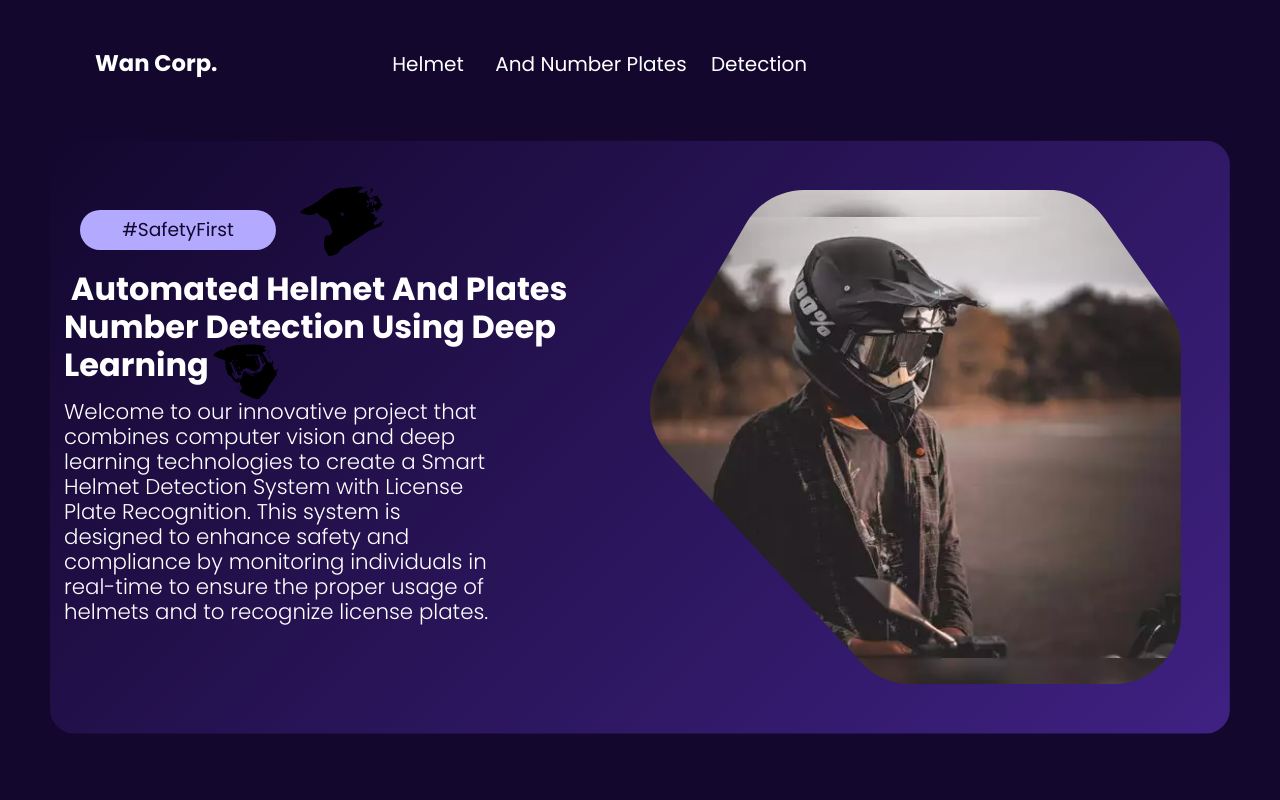 Wan Corp.
Helmet And Number Plates Detection
#SafetyFirst
Automated Helmet And Plates
Number Detection Using Deep
Learning
Welcome to our innovative project that
combines computer vision and deep
learning technologies to create a Smart
Helmet Detection System with License
Plate Recognition. This system is
designed to enhance safety and
compliance by monitoring individuals in
real-time to ensure the proper usage of
helmets and to recognize license plates.
100%